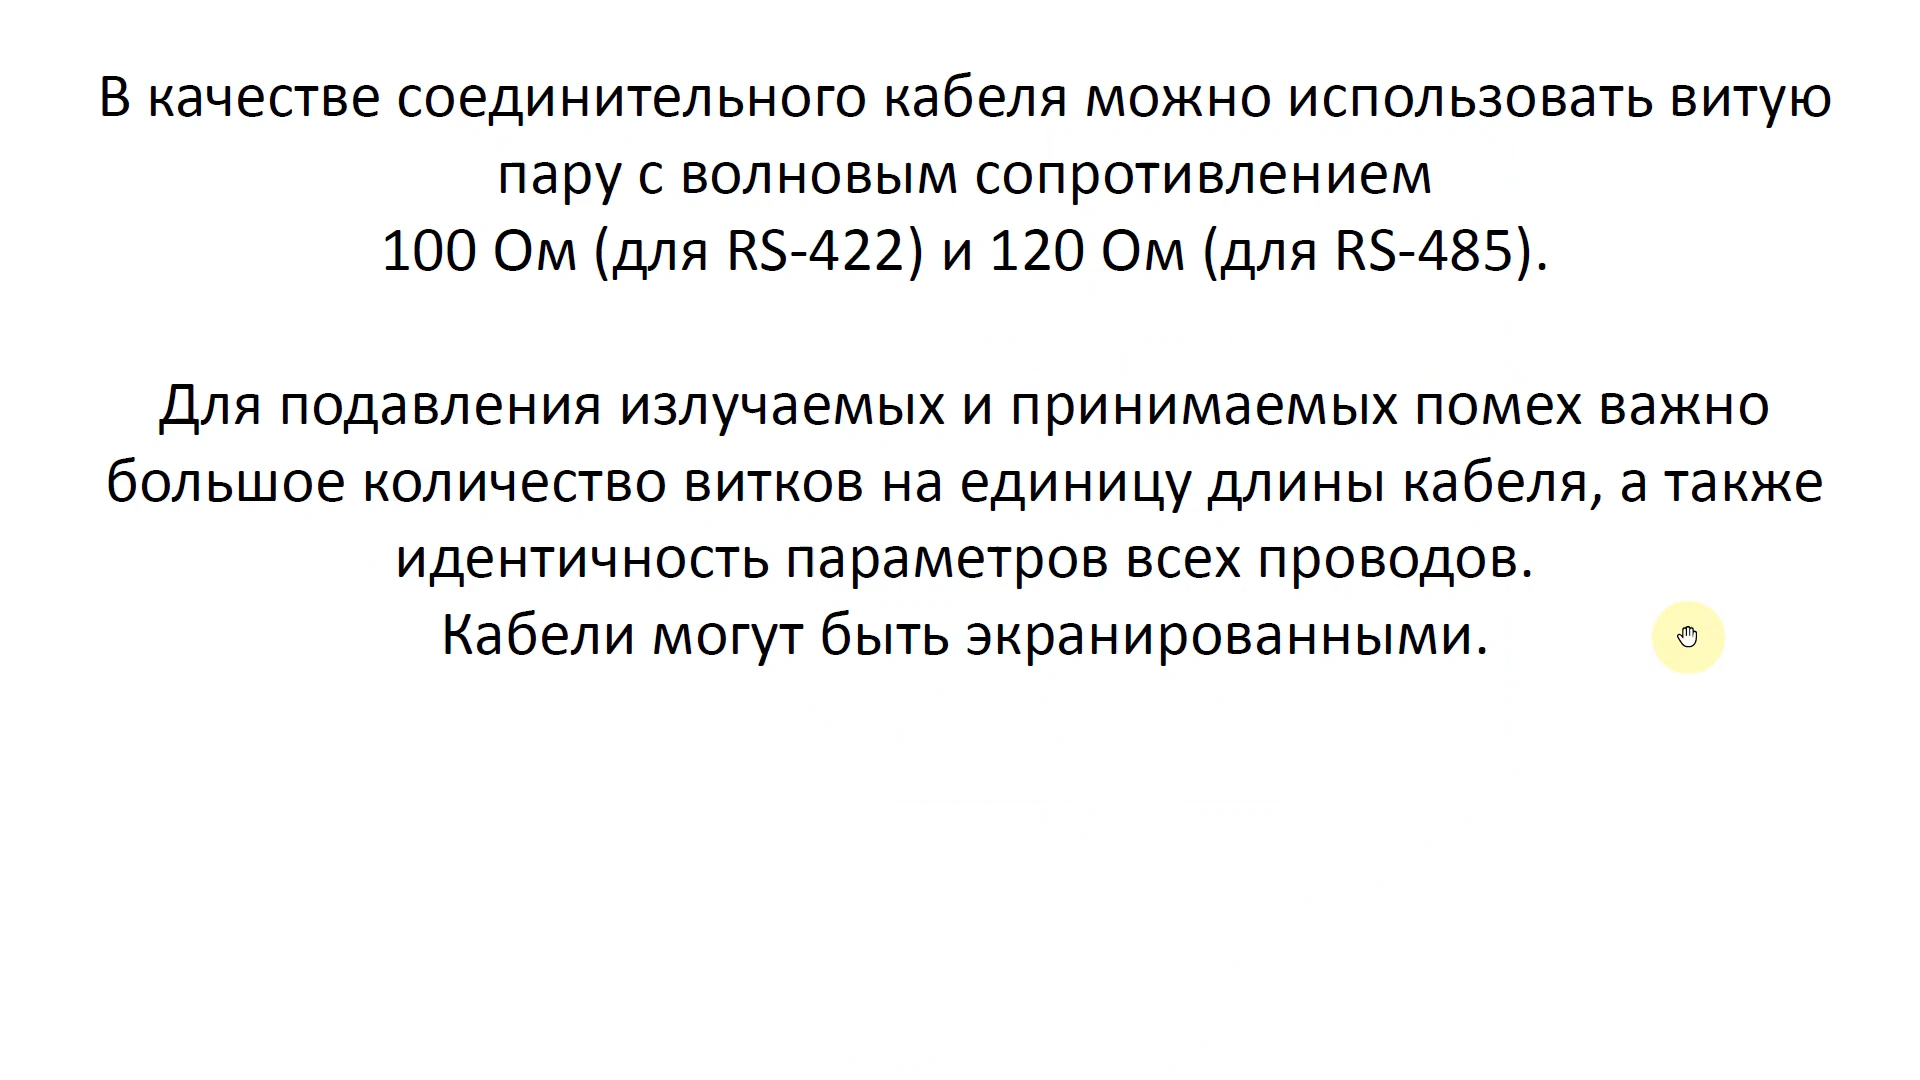 В качестве соединительного кабеля можно использовать витую
пару с волновым сопротивлением
100 Ом (для RS-422) и 120 Ом (для RS-485).
Для подавления излучаемых и принимаемых помех важно
большое количество витков на единицу длины кабеля, а также
идентичность параметров всех проводов.
Кабели могут быть экранированными.